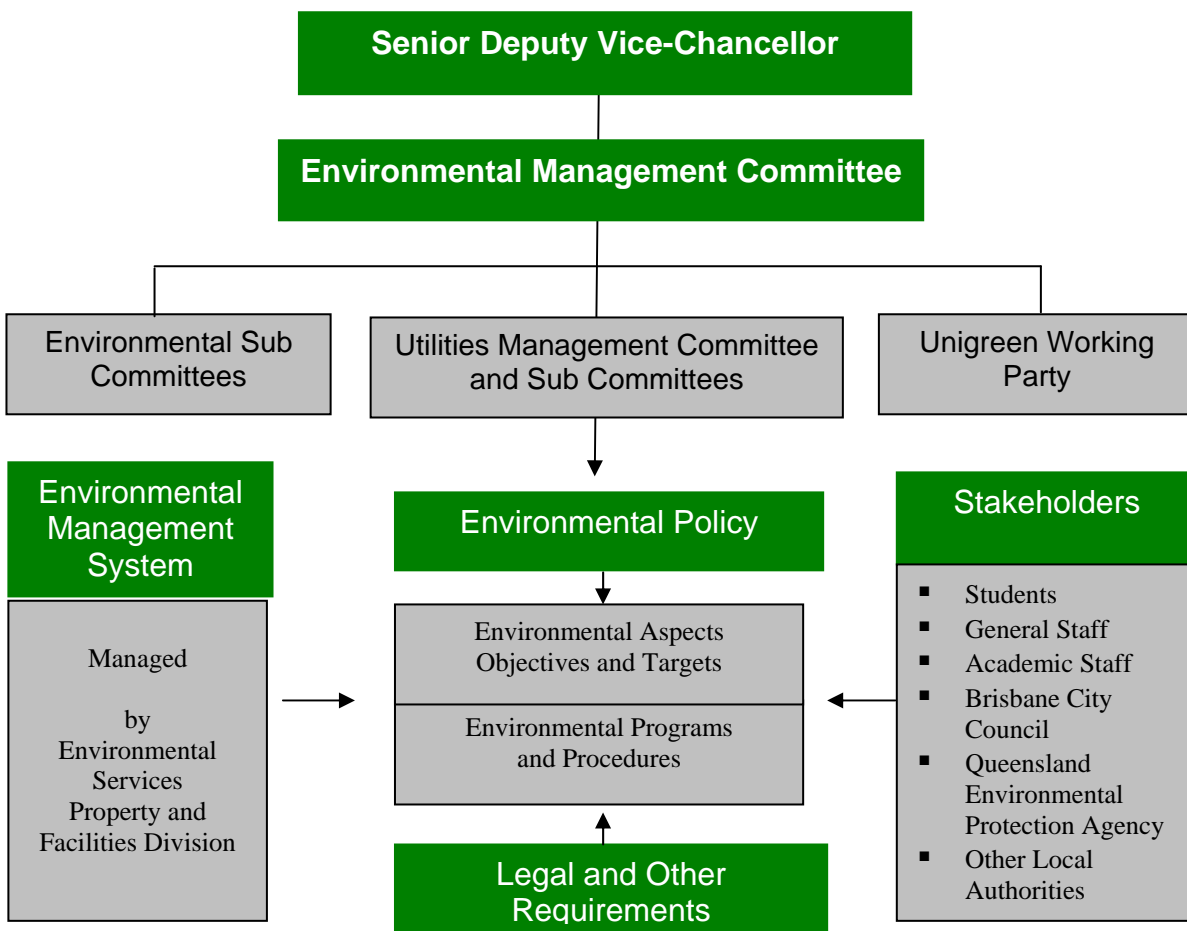 Senior Deputy Vice-Chancellor
Environmental Management Committee
Environmental Sub
Committees
Utilities Management Committee
and Sub Committees
Unigreen Working
Party
Environmental
Management
System
Managed
by
Environmental
Services
Property and
Facilities Division
Environmental Policy
Environmental Aspects
Objectives and Targets
Environmental Programs
and Procedures
Legal and Other
Requirements
Stakeholders
▪ Students
▪ General Staff
▪ Academic Staff
▪ Brisbane City
Council
▪ Queensland
Environmental
Protection Agency
▪ Other Local
Authorities